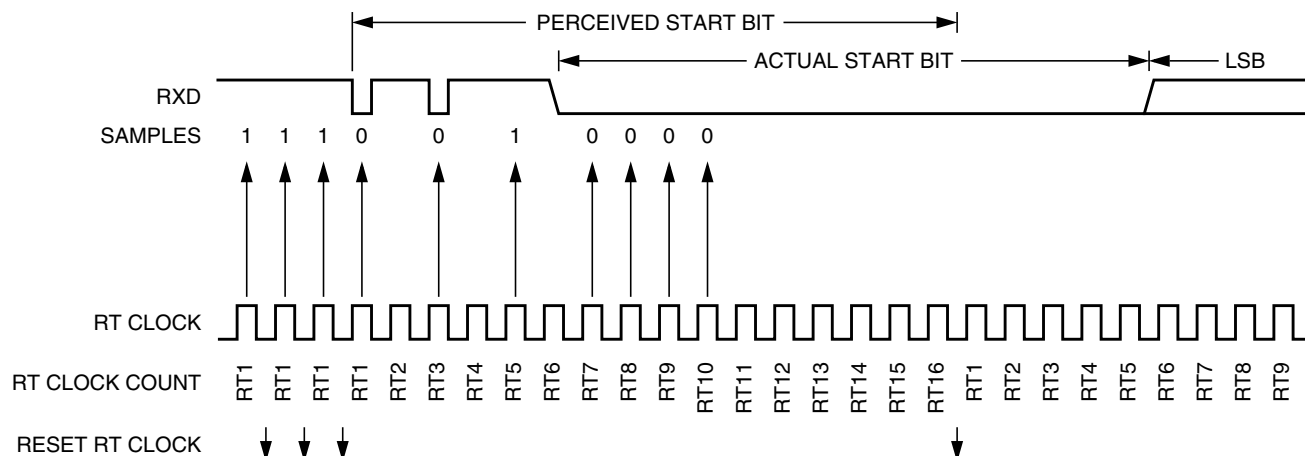 PERCEIVED START BIT
ACTUAL START BIT LSB
RXD
SAMPLES 1 1 1 0 0 1 0 0 0 0
RT CLOCK
RT CLOCK COUNT RT1 RT1 RT1 RT1 RT2 RT3 RT4 RT5 RT6 RT7 RT8 RT9 RT10 RT11 RT12 RT13 RT14 RT15 RT16 RT1 RT2 RT3 RT4 RT5 RT6 RT7 RT8 RT9
RESET RT CLOCK